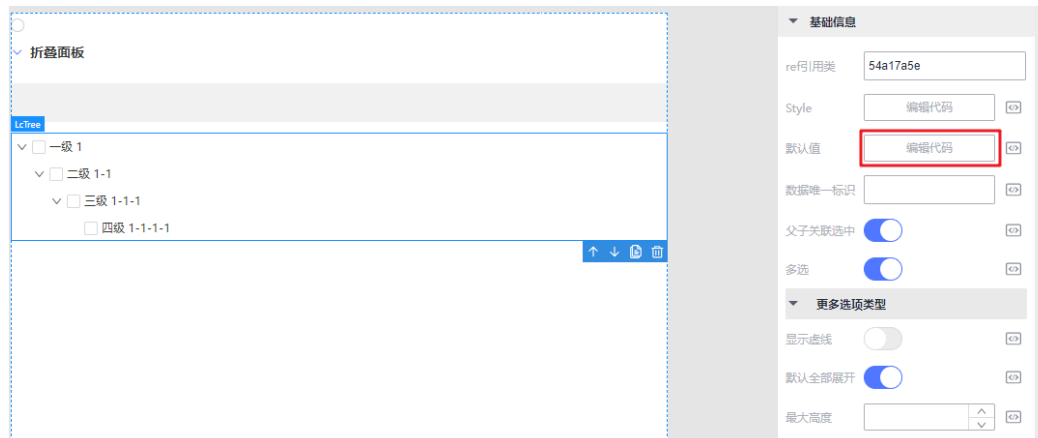 折叠面板
LcTree
一级 1
二级 1-1
三级 1-1-1
四级 1-1-1-1
基础信息
ref引用类 54a17a5e
Style 编辑代码
默认值 编辑代码
数据唯一标识
父子关联选中
多选
更多选项类型
显示虚线
默认全部展开
最大高度